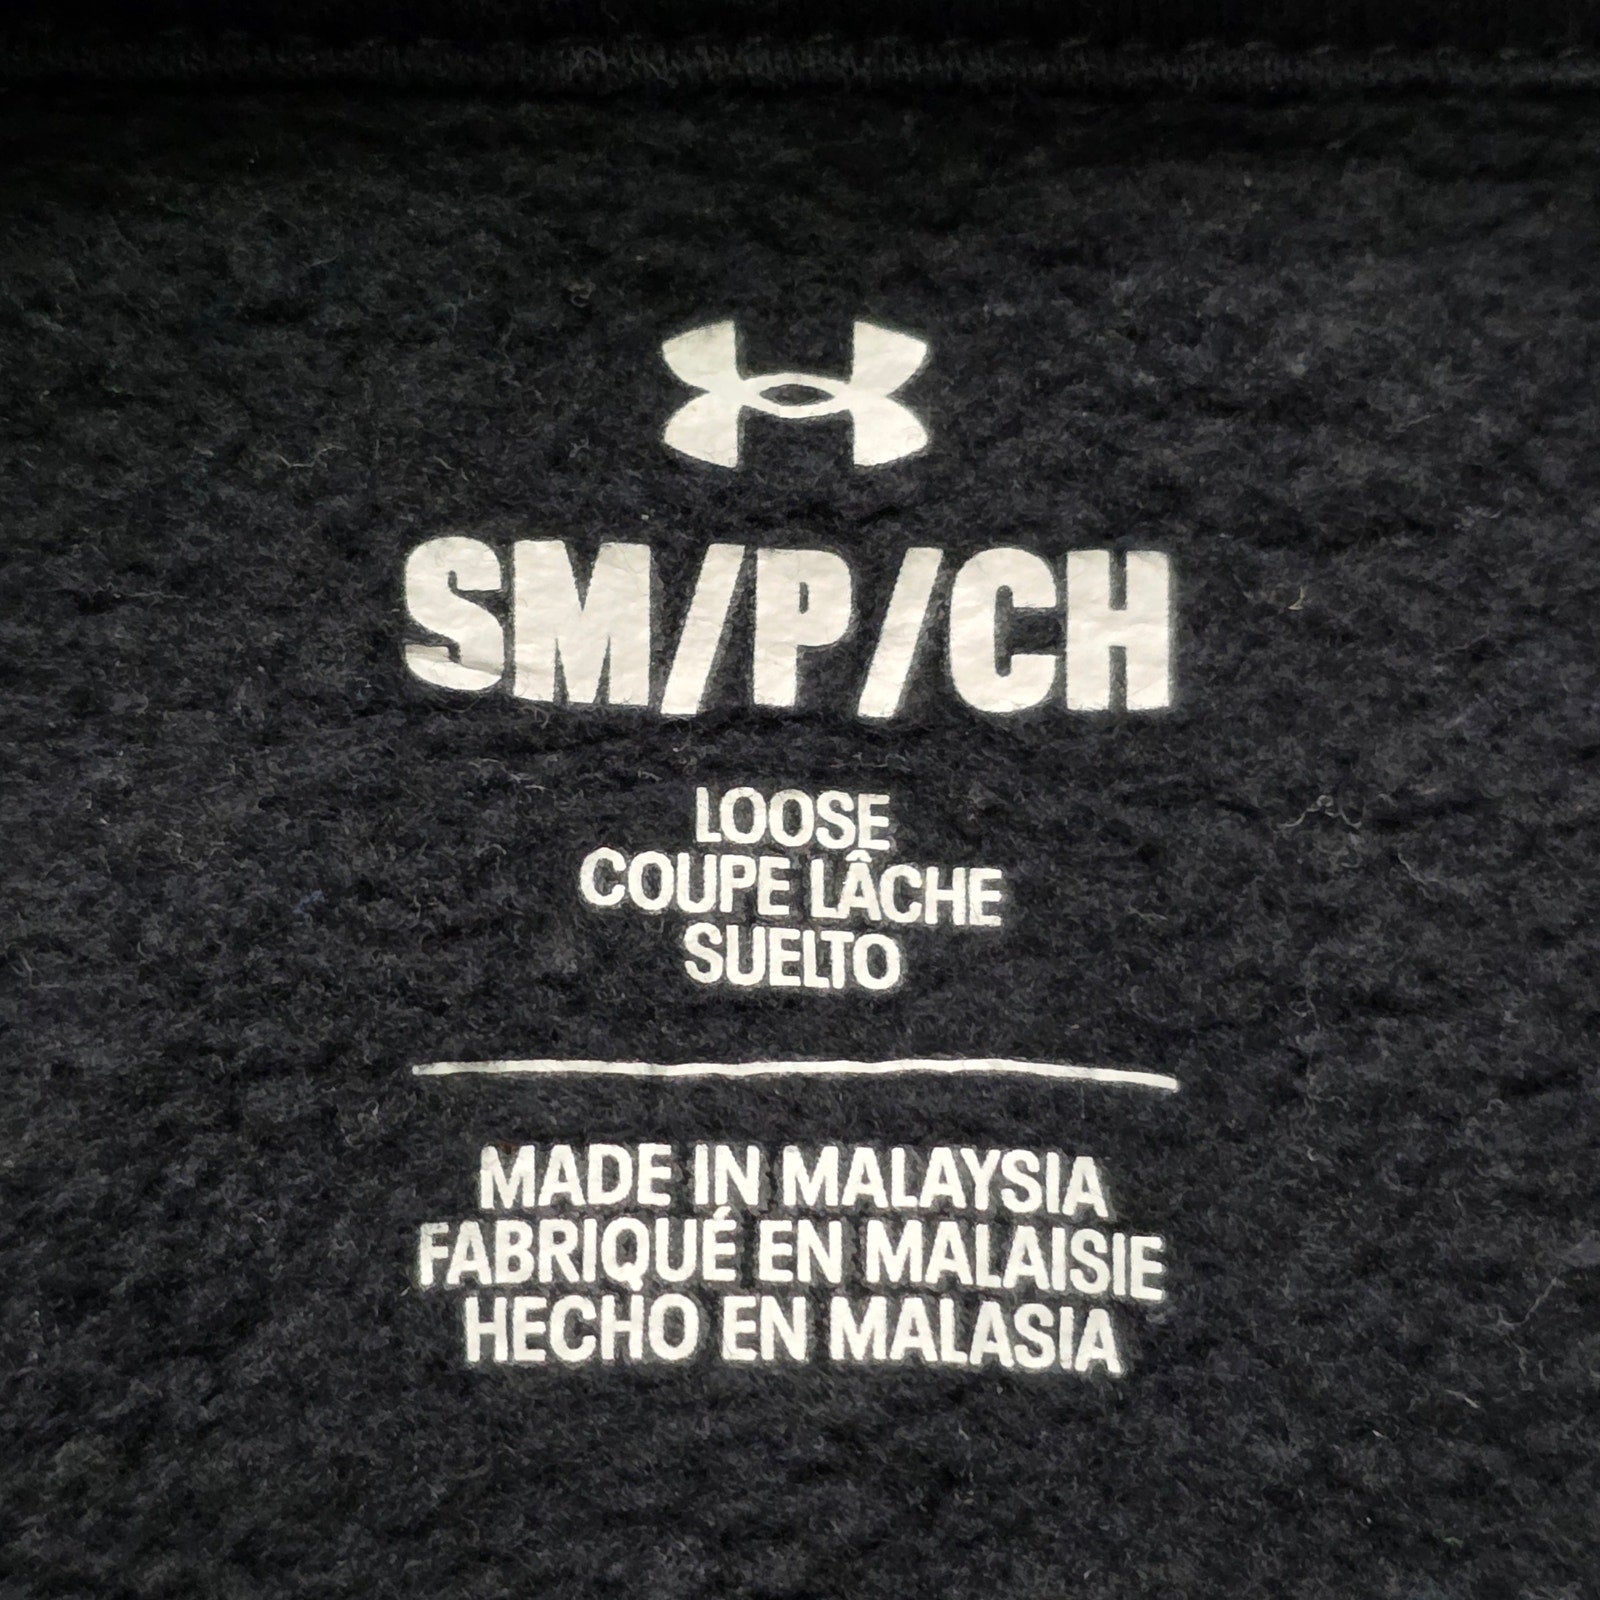 SM/P/CH
LOOSE
COUPE LÂCHE
SUELTO
MADE IN MALAYSIA
FABRIQUÉ EN MALAISIE
HECHO EN MALASIA